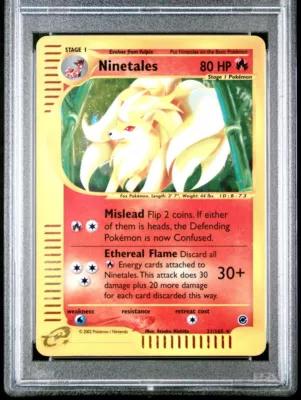 STAGE 1 Evolves from Vulpix Put Ninetales on the Basic Pokémon
Ninetales 80 HP
Stage 1 Pokémon
Fox Pokémon. Length: 3' 7", Weight: 44 lbs. 10-8-73
Mislead Flip 2 coins. If either
of them is heads, the Defending
Pokémon is now Confused.
Ethereal Flame Discard all
Energy cards attached to
Ninetales. This attack does 30
damage plus 20 more damage
for each card discarded this way.
30+
weakness resistance retreat cost
© 2002 Pokémon / Nintendo